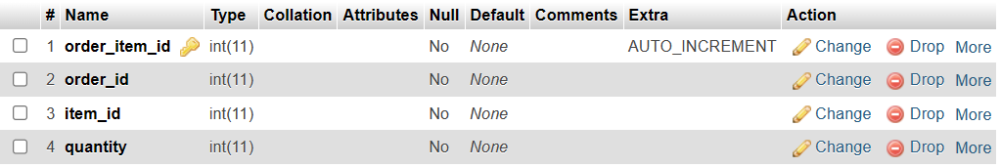 # Name Type Collation Attributes Null Default Comments Extra Action
1 order_item_id int(11) No None AUTO_INCREMENT Change Drop More
2 order_id int(11) No None Change Drop More
3 item_id int(11) No None Change Drop More
4 quantity int(11) No None Change Drop More